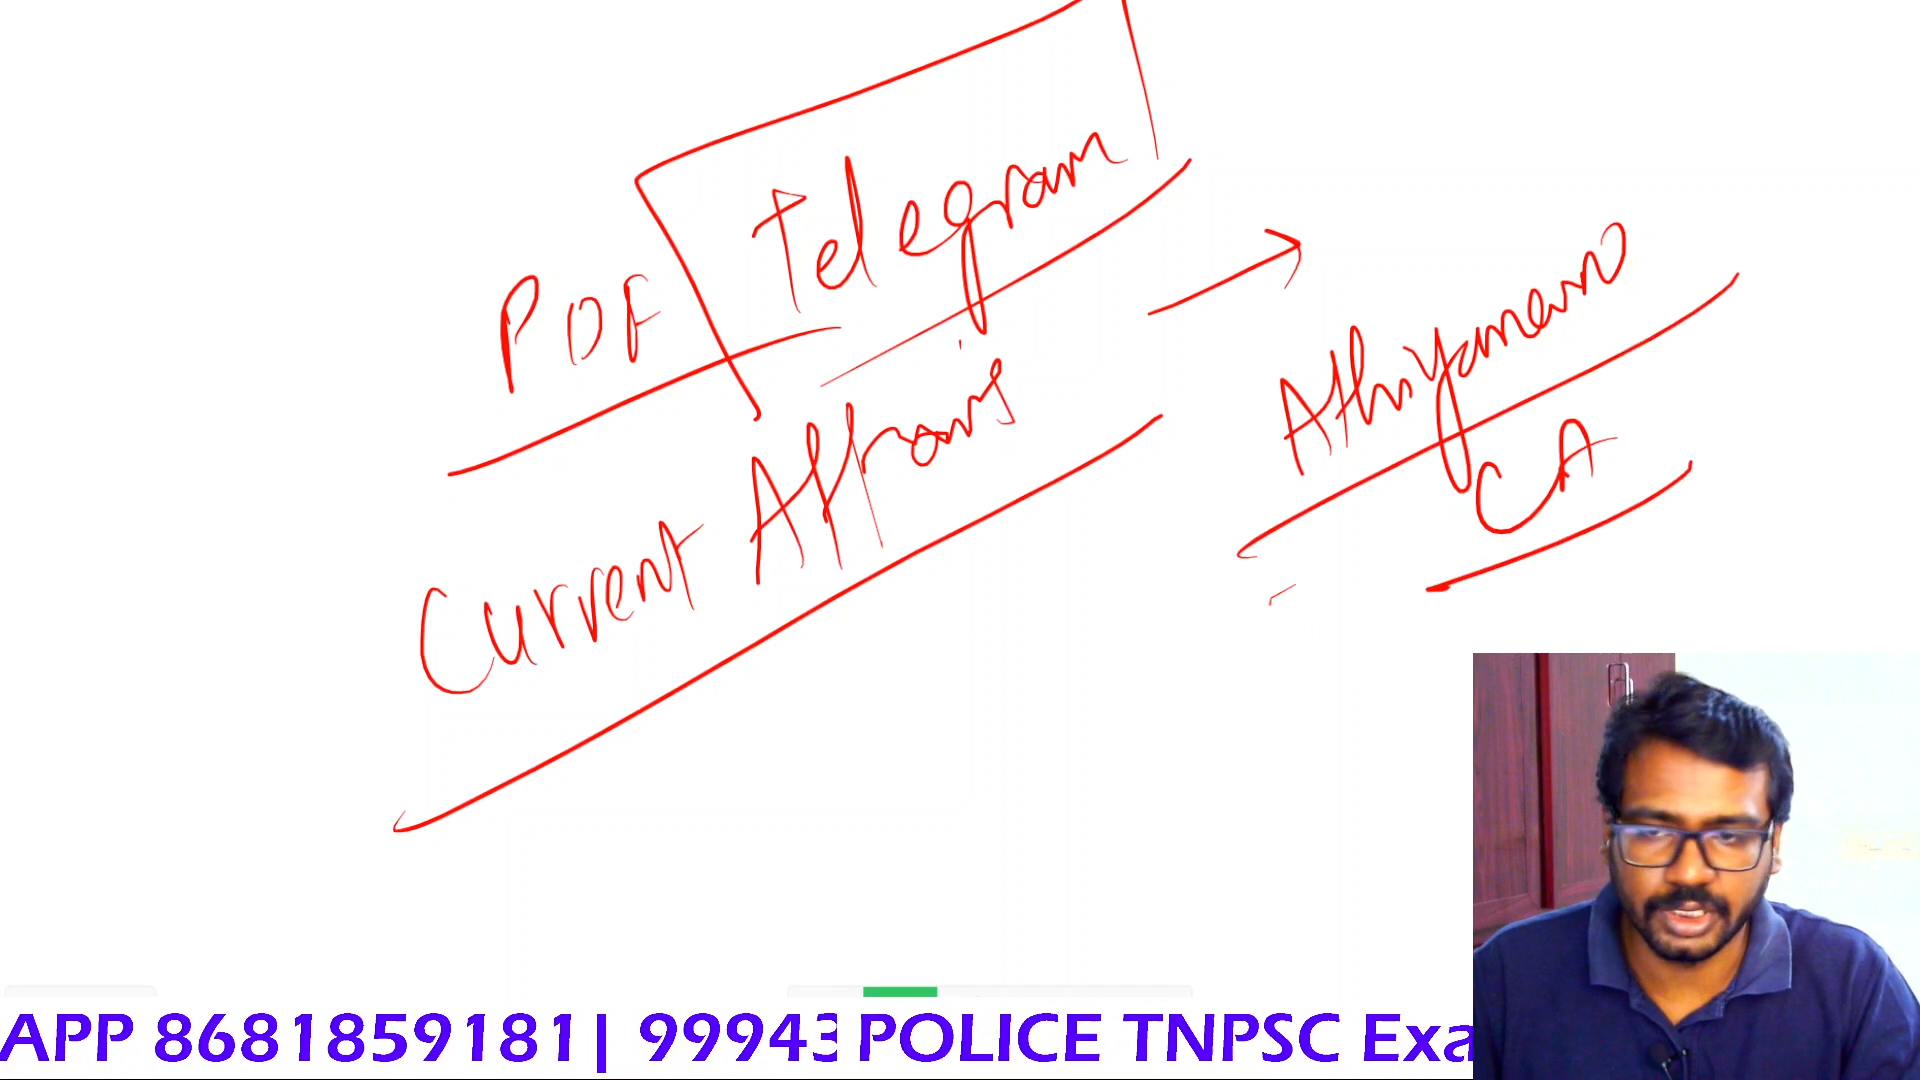 Telegram
PDF
Current Affairs
Athiyaman
CA
APP 8681859181| 99943 POLICE TNPSC Exa